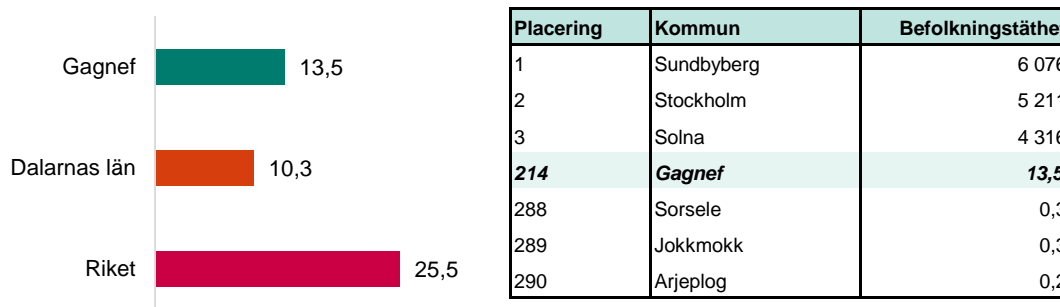 Gagnef 13,5
Dalarnas län 10,3
Riket 25,5
Placering Kommun
1 Sundbyberg 6 076
2 Stockholm 5 211
3 Solna 4 316
214 Gagnef 13,5
288 Sorsele 0,3
289 Jokkmokk 0,3
290 Arjeplog 0,2